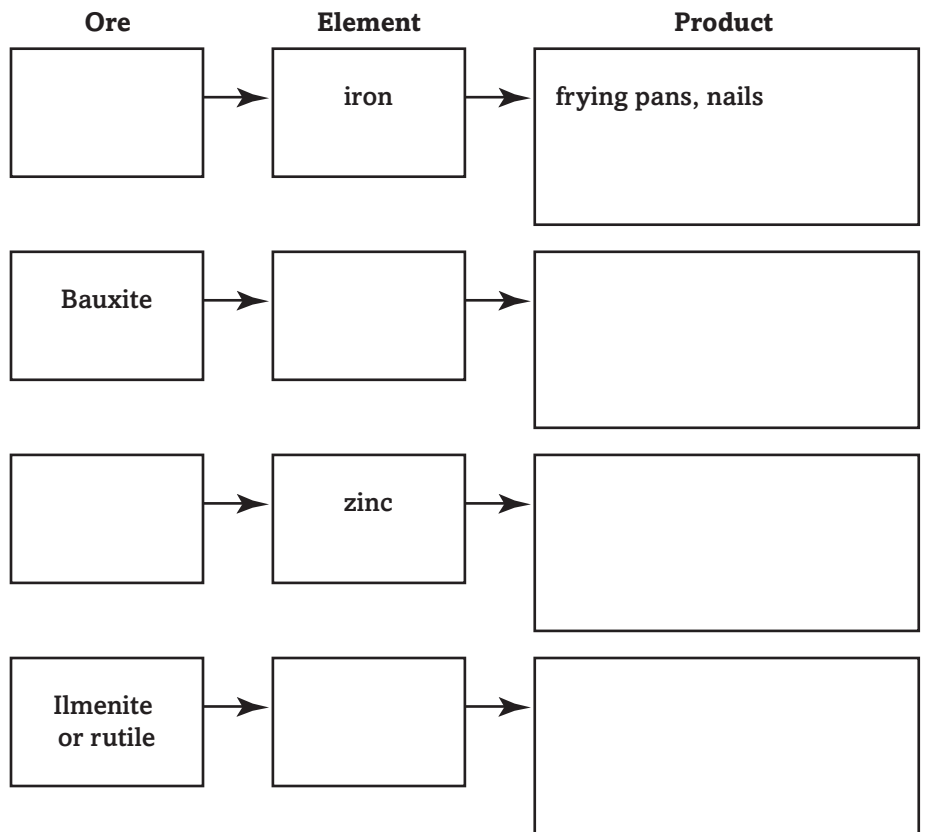 Ore Element Product
iron frying pans, nails
Bauxite
zinc
Ilmenite
or rutile